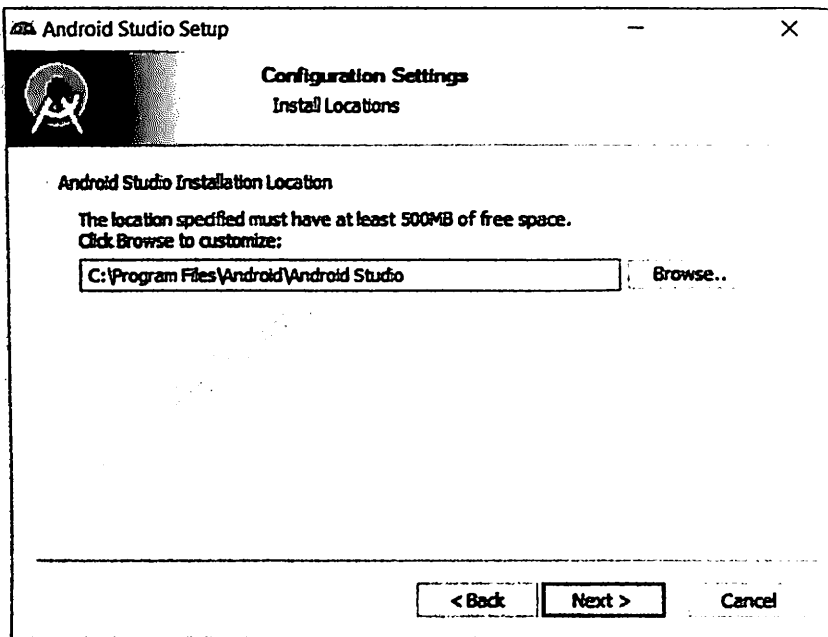 Android Studio Setup
Configuration Settings
Install Locations
Android Studio Installation Location
The location specified must have at least 500MB of free space.
Click Browse to customize:
C:\Program Files\Android\Android Studio
Browse..
< Back
Next >
Cancel